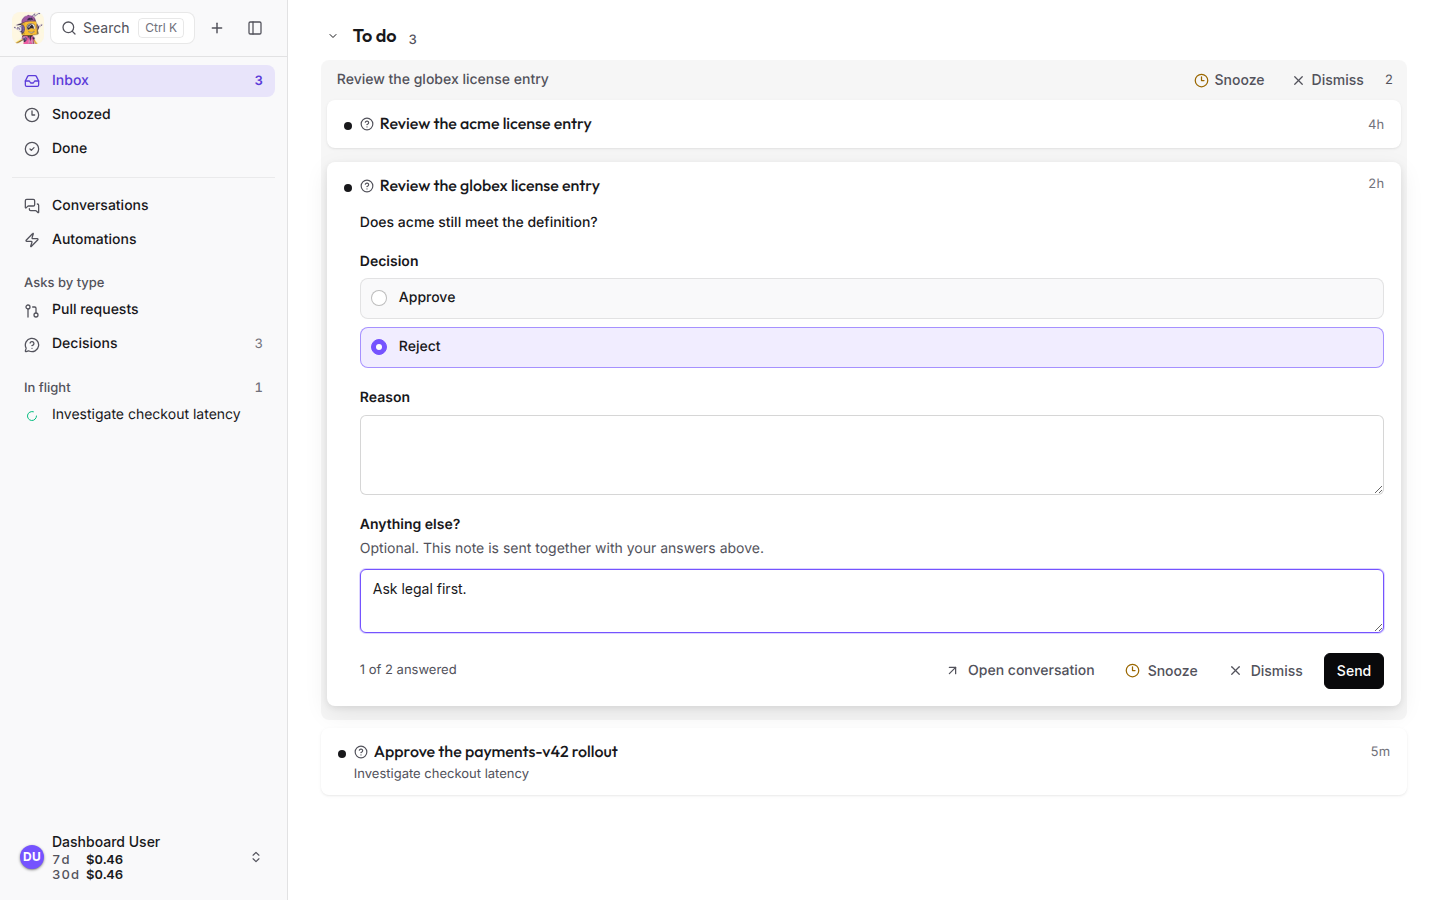 Search Ctrl K
Inbox 3
Snoozed
Done
Conversations
Automations
Asks by type
Pull requests
Decisions 3
In flight 1
Investigate checkout latency
DU Dashboard User
7d $0.46
30d $0.46
To do 3
Review the globex license entry Snooze Dismiss 2
Review the acme license entry 4h
Review the globex license entry 2h
Does acme still meet the definition?
Decision
Approve
Reject
Reason
Anything else?
Optional. This note is sent together with your answers above.
Ask legal first.
1 of 2 answered Open conversation Snooze Dismiss Send
Approve the payments-v42 rollout 5m
Investigate checkout latency